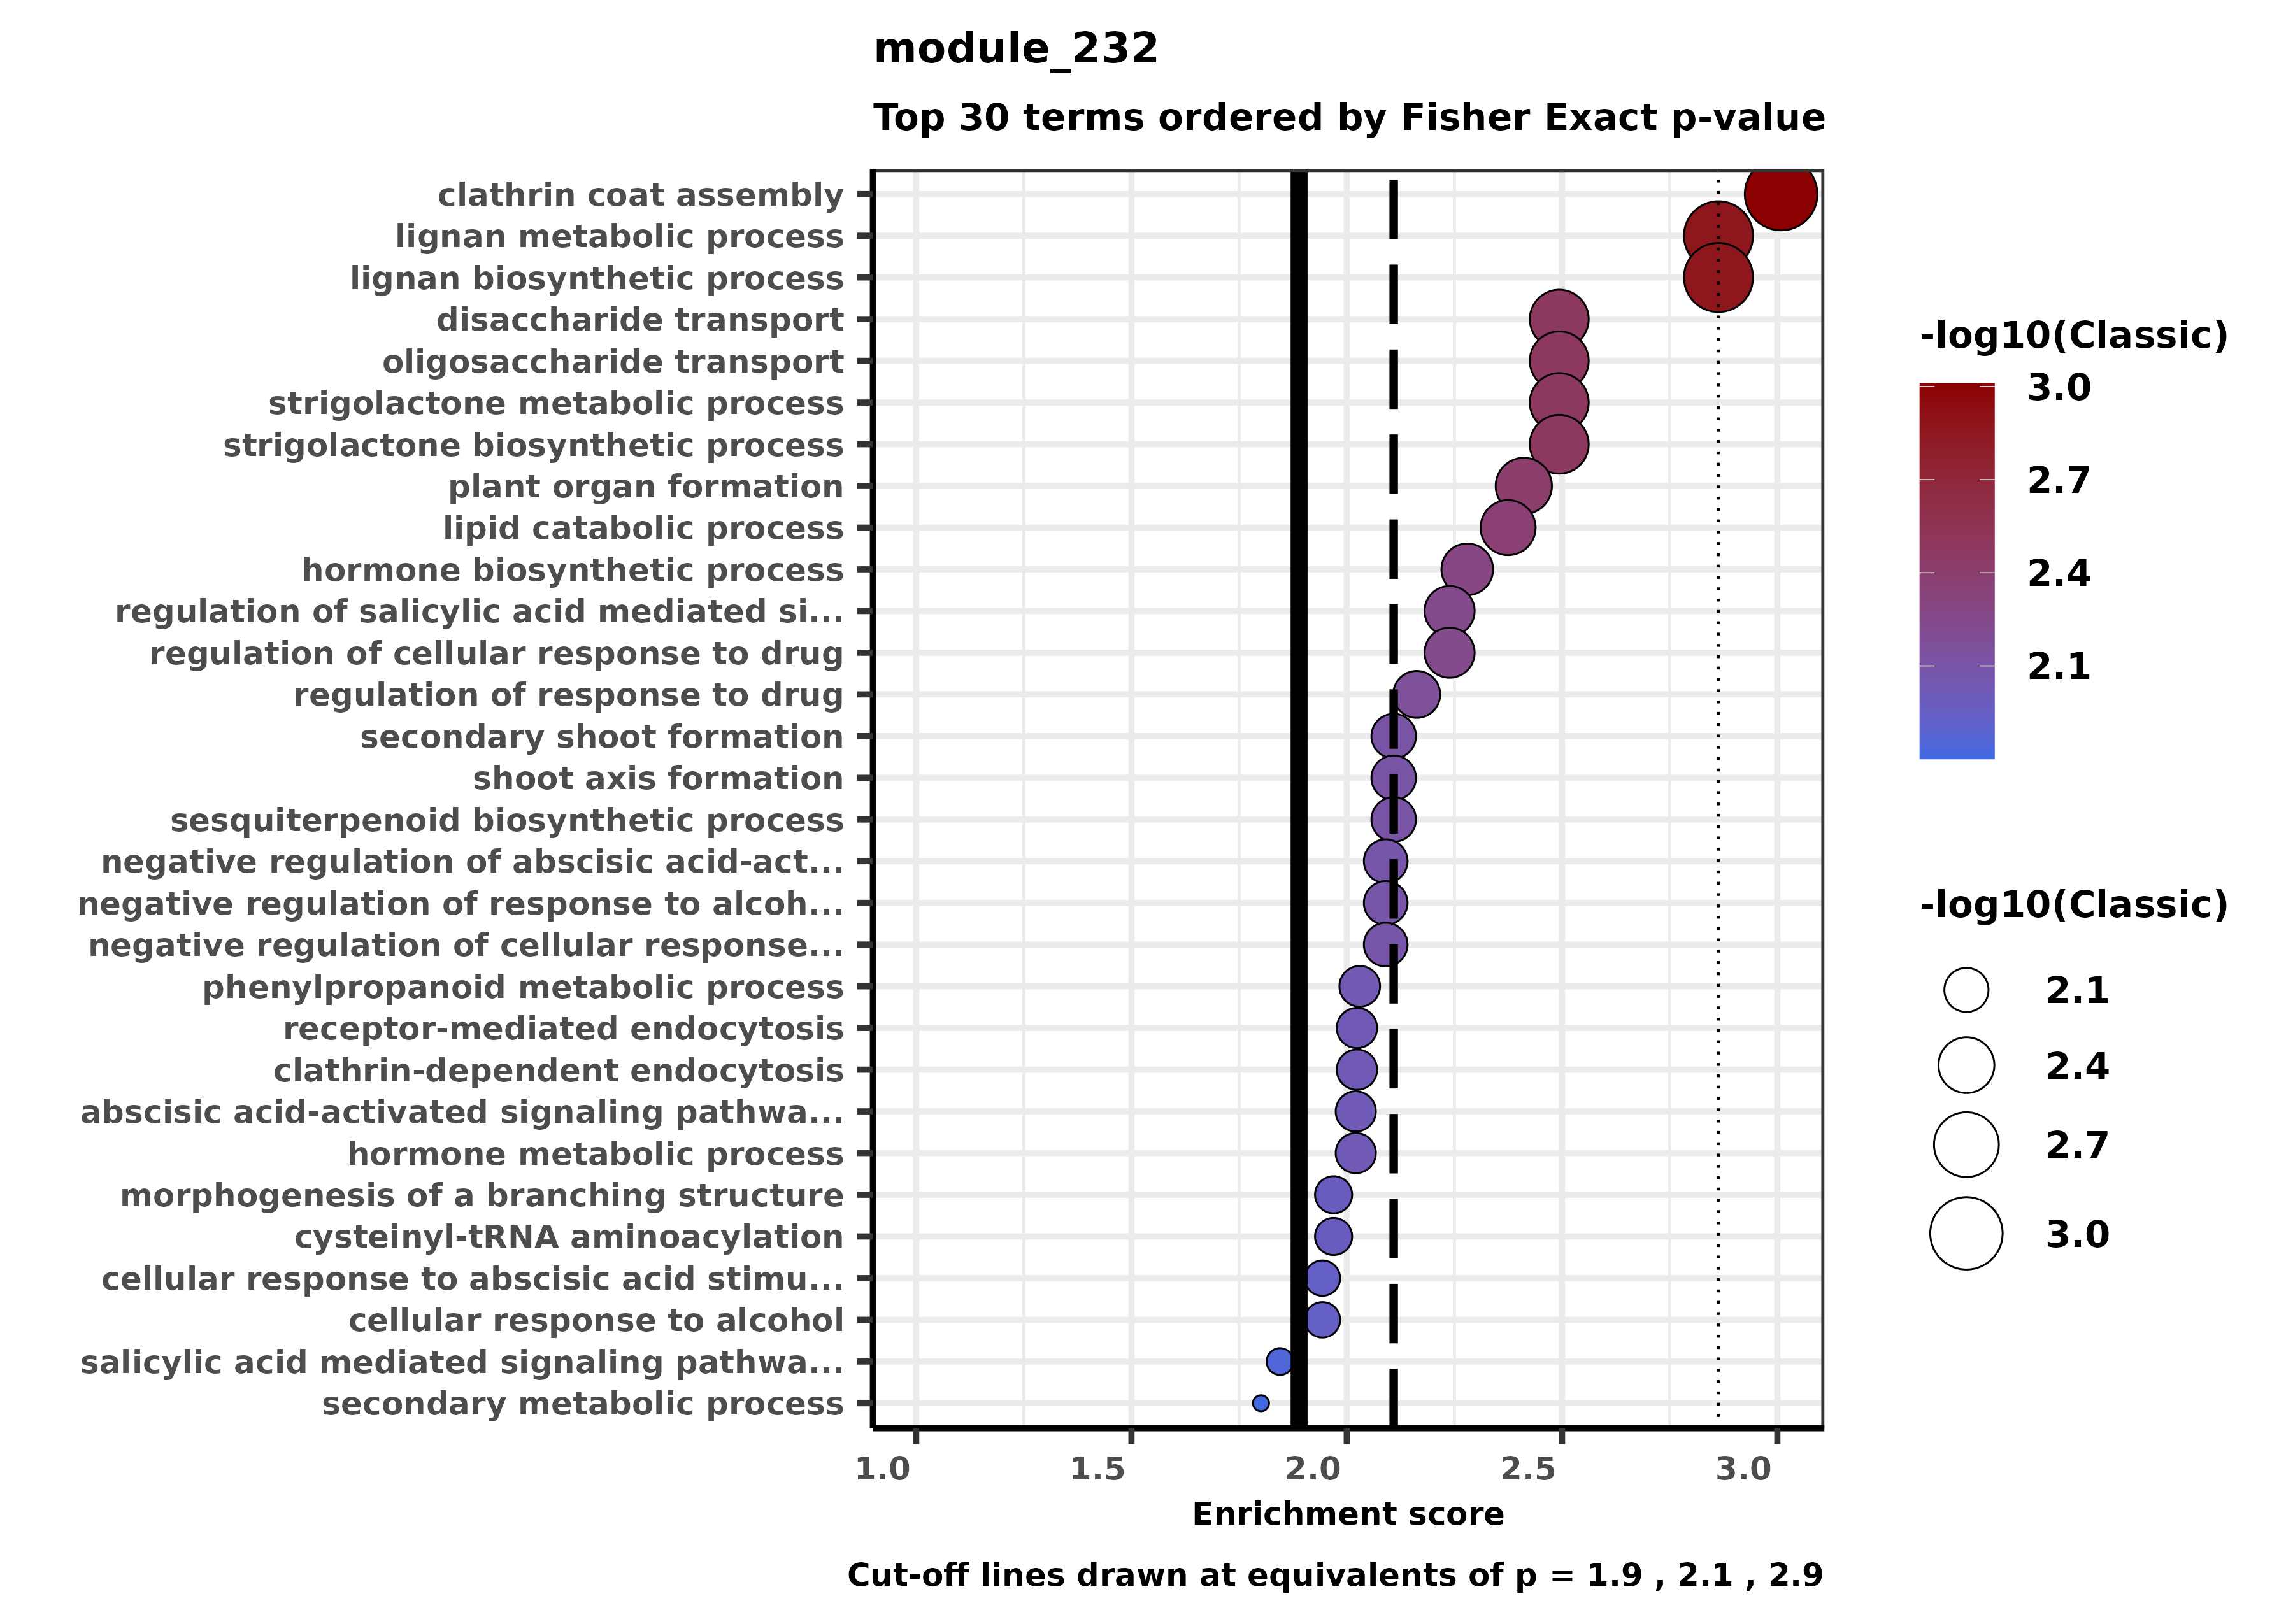 module_232
Top 30 terms ordered by Fisher Exact p-value
clathrin coat assembly
lignan metabolic process
lignan biosynthetic process
disaccharide transport
oligosaccharide transport
strigolactone metabolic process
strigolactone biosynthetic process
plant organ formation
lipid catabolic process
hormone biosynthetic process
regulation of salicylic acid mediated si...
regulation of cellular response to drug
regulation of response to drug
secondary shoot formation
shoot axis formation
sesquiterpenoid biosynthetic process
negative regulation of abscisic acid-act...
negative regulation of response to alcoh...
negative regulation of cellular response...
phenylpropanoid metabolic process
receptor-mediated endocytosis
clathrin-dependent endocytosis
abscisic acid-activated signaling pathwa...
hormone metabolic process
morphogenesis of a branching structure
cysteinyl-tRNA aminoacylation
cellular response to abscisic acid stimu...
cellular response to alcohol
salicylic acid mediated signaling pathwa...
secondary metabolic process
1.0 1.5 2.0 2.5 3.0
Enrichment score
Cut-off lines drawn at equivalents of p = 1.9 , 2.1 , 2.9
-log10(Classic)
3.0
2.7
2.4
2.1
-log10(Classic)
2.1
2.4
2.7
3.0